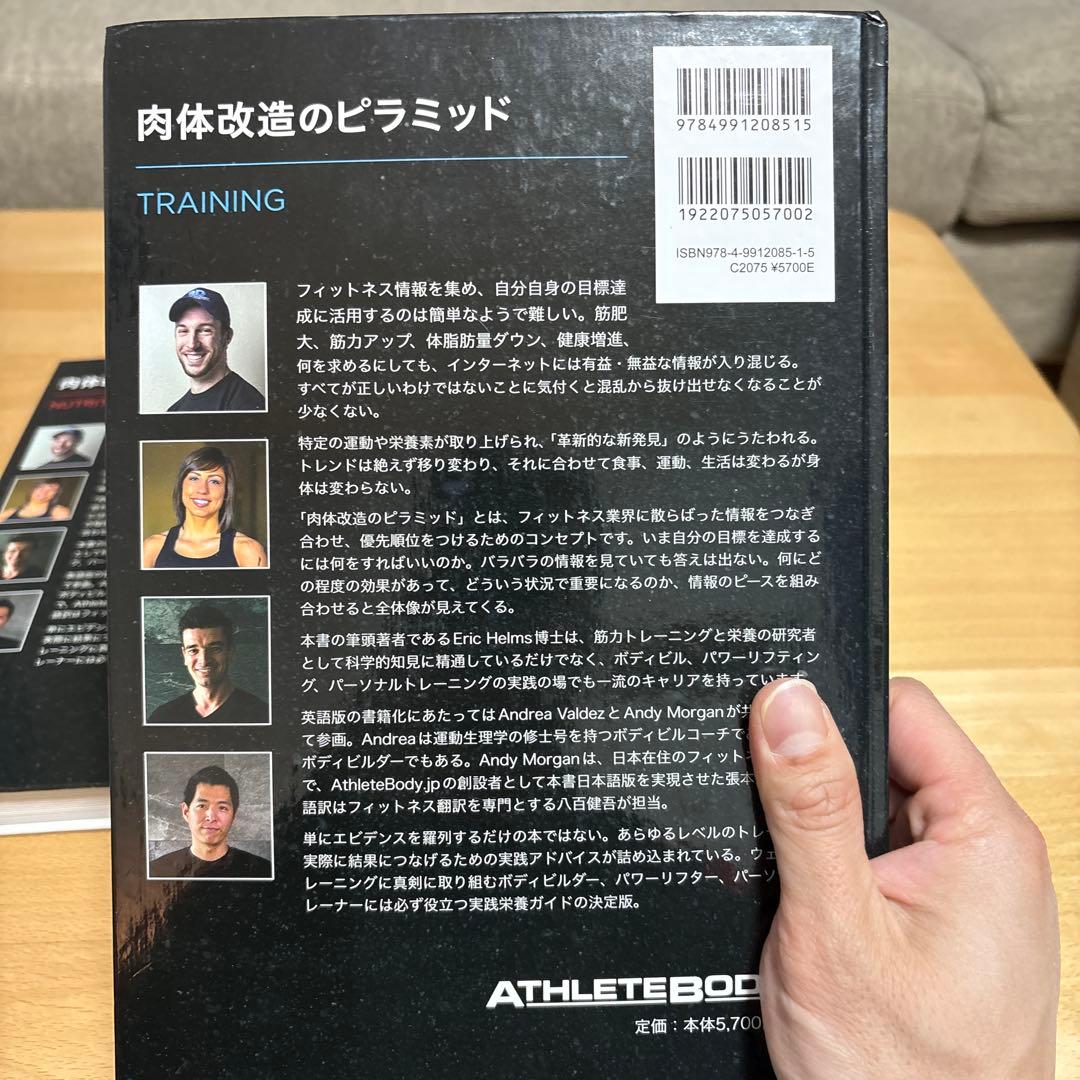 肉体改造のピラミッド
TRAINING
9784991208515
1922075057002
ISBN978-4-9912085-1-5
C2075 ¥5700E
フィットネス情報を集め、自分自身の目標達
成に活用するのは簡単なようで難しい。筋肥
大、筋力アップ、体脂肪量ダウン、健康増進、
何を求めるにしても、インターネットには有益・無益な情報が入り混じる。
すべてが正しいわけではないことに気付くと混乱から抜け出せなくなることが
少なくない。
特定の運動や栄養素が取り上げられ、「革新的な新発見」のようにうたわれる。
トレンドは絶えず移り変わり、それに合わせて食事、運動、生活は変わるが身
体は変わらない。
「肉体改造のピラミッド」とは、フィットネス業界に散らばった情報をつなぎ
合わせ、優先順位をつけるためのコンセプトです。いま自分の目標を達成する
には何をすればいいのか。バラバラの情報を見ていても答えは出ない。何にど
の程度の効果があって、どういう状況で重要になるのか、情報のピースを組み
合わせると全体像が見えてくる。
本書の筆頭著者であるEric Helms博士は、筋力トレーニングと栄養の研究者
として科学的知見に精通しているだけでなく、ボディビル、パワーリフティン
グ、パーソナルトレーニングの実践の場でも一流のキャリアを持っています。
英語版の書籍化にあたってはAndrea ValdezとAndy Morganが共
て参画。Andreaは運動生理学の修士号を持つボディビルコーチで
ボディビルダーでもある。Andy Morganは、日本在住のフィットネ
で、AthleteBody.jpの創設者として本書日本語版を実現させた張本
語訳はフィットネス翻訳を専門とする八百健吾が担当。
単にエビデンスを羅列するだけの本ではない。あらゆるレベルのトレー
実際に結果につなげるための実践アドバイスが詰め込まれている。ウェ
レーニングに真剣に取り組むボディビルダー、パワーリフター、パーソ
レーナーには必ず役立つ実践栄養ガイドの決定版。
ATHLETEBOD
定価：本体5,700
肉体